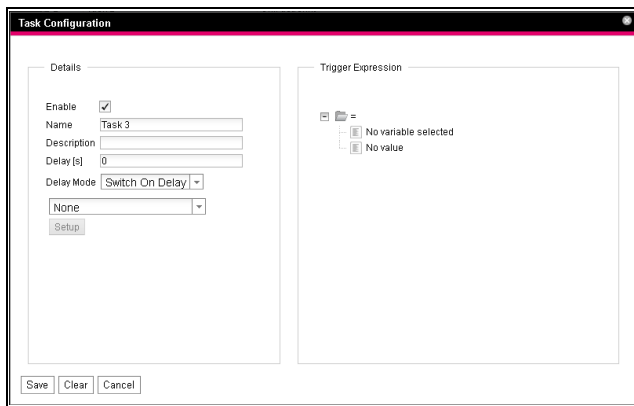 Task Configuration
Details
Enable
Name Task 3
Description
Delay [s] 0
Delay Mode Switch On Delay
None
Setup
Trigger Expression
=
No variable selected
No value
Save Clear Cancel